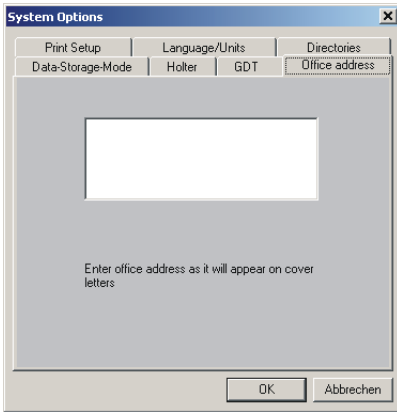 System Options
Print Setup Language/Units Directories
Data-Storage-Mode Holter GDT Office address
Enter office address as it will appear on cover
letters
OK Abbrechen